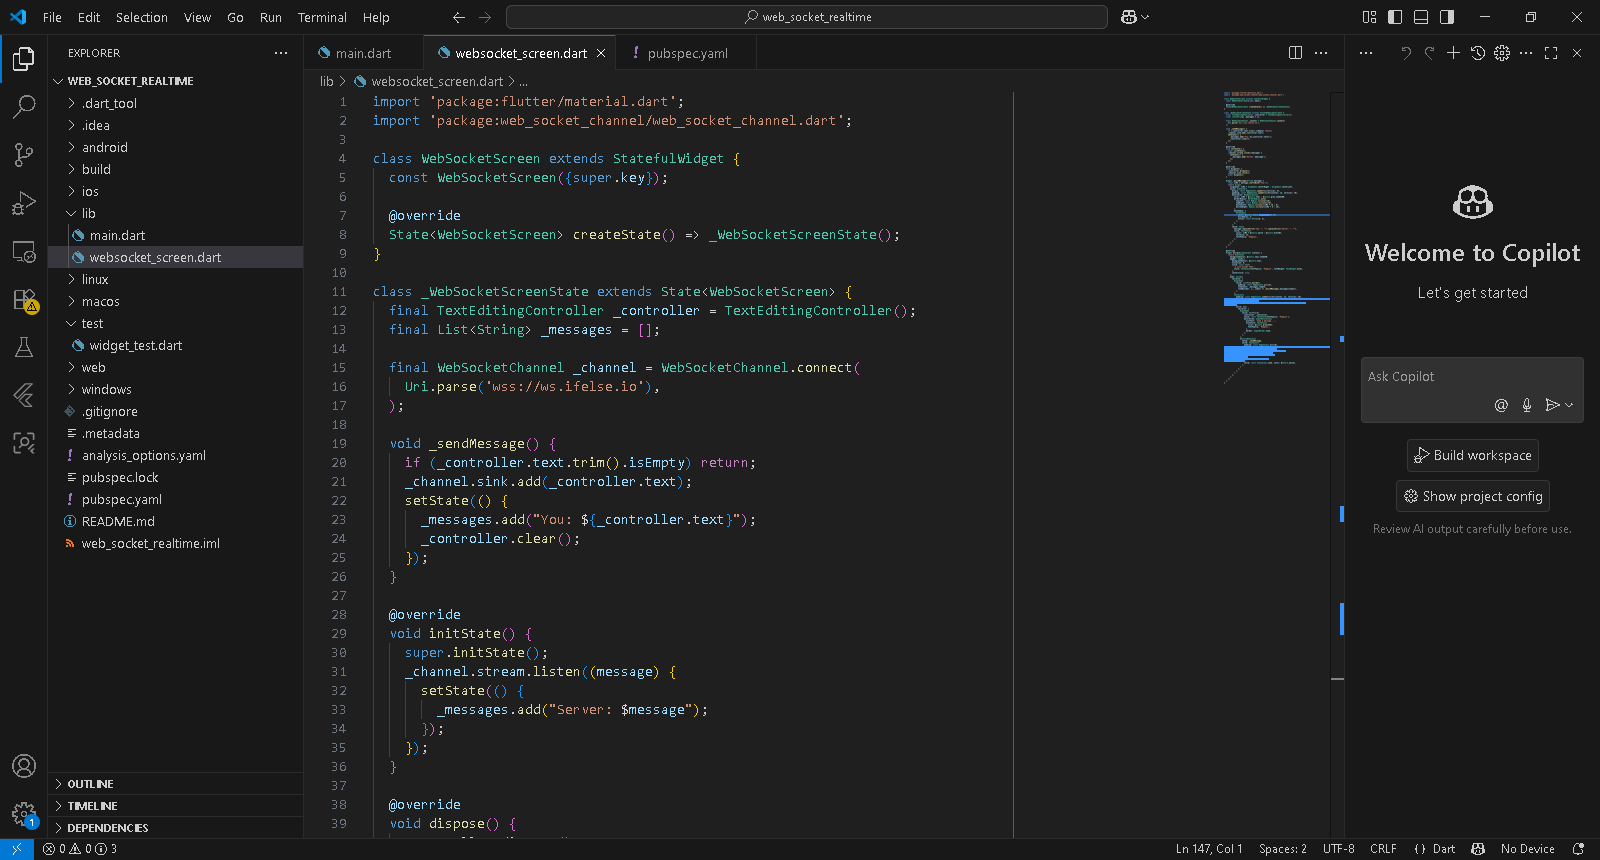 File Edit Selection View Go Run Terminal Help
web_socket_realtime
EXPLORER
WEB_SOCKET_REALTIME
.dart_tool
.idea
android
build
ios
lib
main.dart
websocket_screen.dart
linux
macos
test
widget_test.dart
web
windows
.gitignore
.metadata
analysis_options.yaml
pubspec.lock
pubspec.yaml
README.md
web_socket_realtime.iml
OUTLINE
TIMELINE
DEPENDENCIES
main.dart websocket_screen.dart pubspec.yaml
lib > websocket_screen.dart > ...
1 import 'package:flutter/material.dart';
2 import 'package:web_socket_channel/web_socket_channel.dart';
3
4 class WebSocketScreen extends StatefulWidget {
5 const WebSocketScreen({super.key});
6
7 @override
8 State<WebSocketScreen> createState() => _WebSocketScreenState();
9 }
10
11 class _WebSocketScreenState extends State<WebSocketScreen> {
12 final TextEditingController _controller = TextEditingController();
13 final List<String> _messages = [];
14
15 final WebSocketChannel _channel = WebSocketChannel.connect(
16 Uri.parse('wss://ws.ifelse.io'),
17 );
18
19 void _sendMessage() {
20 if (_controller.text.trim().isEmpty) return;
21 _channel.sink.add(_controller.text);
22 setState(() {
23 _messages.add("You: ${_controller.text}");
24 _controller.clear();
25 });
26 }
27
28 @override
29 void initState() {
30 super.initState();
31 _channel.stream.listen((message) {
32 setState(() {
33 _messages.add("Server: $message");
34 });
35 });
36 }
37
38 @override
39 void dispose() {
Welcome to Copilot
Let's get started
Ask Copilot
Build workspace
Show project config
Review AI output carefully before use.
1
0 0 3
Ln 147, Col 1 Spaces: 2 UTF-8 CRLF {} Dart No Device